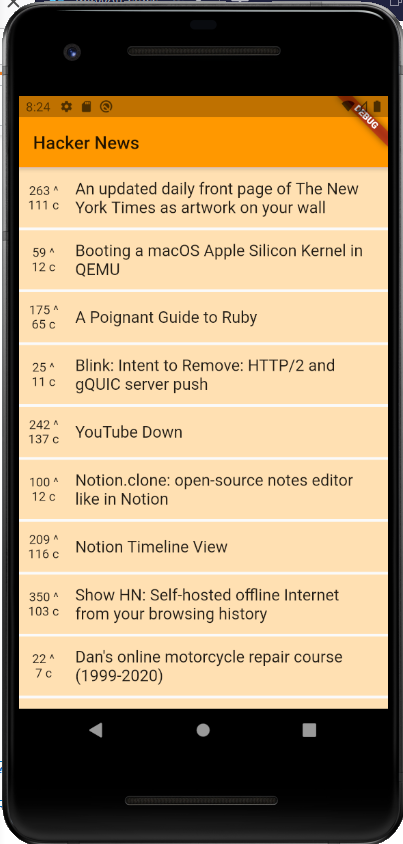 8:24
DEBUG
Hacker News
263 ^
111 c
An updated daily front page of The New
York Times as artwork on your wall
59 ^
12 c
Booting a macOS Apple Silicon Kernel in
QEMU
175 ^
65 c
A Poignant Guide to Ruby
25 ^
11 c
Blink: Intent to Remove: HTTP/2 and
gQUIC server push
242 ^
137 c
YouTube Down
100 ^
12 c
Notion.clone: open-source notes editor
like in Notion
209 ^
116 c
Notion Timeline View
350 ^
103 c
Show HN: Self-hosted offline Internet
from your browsing history
22 ^
7 c
Dan's online motorcycle repair course
(1999-2020)